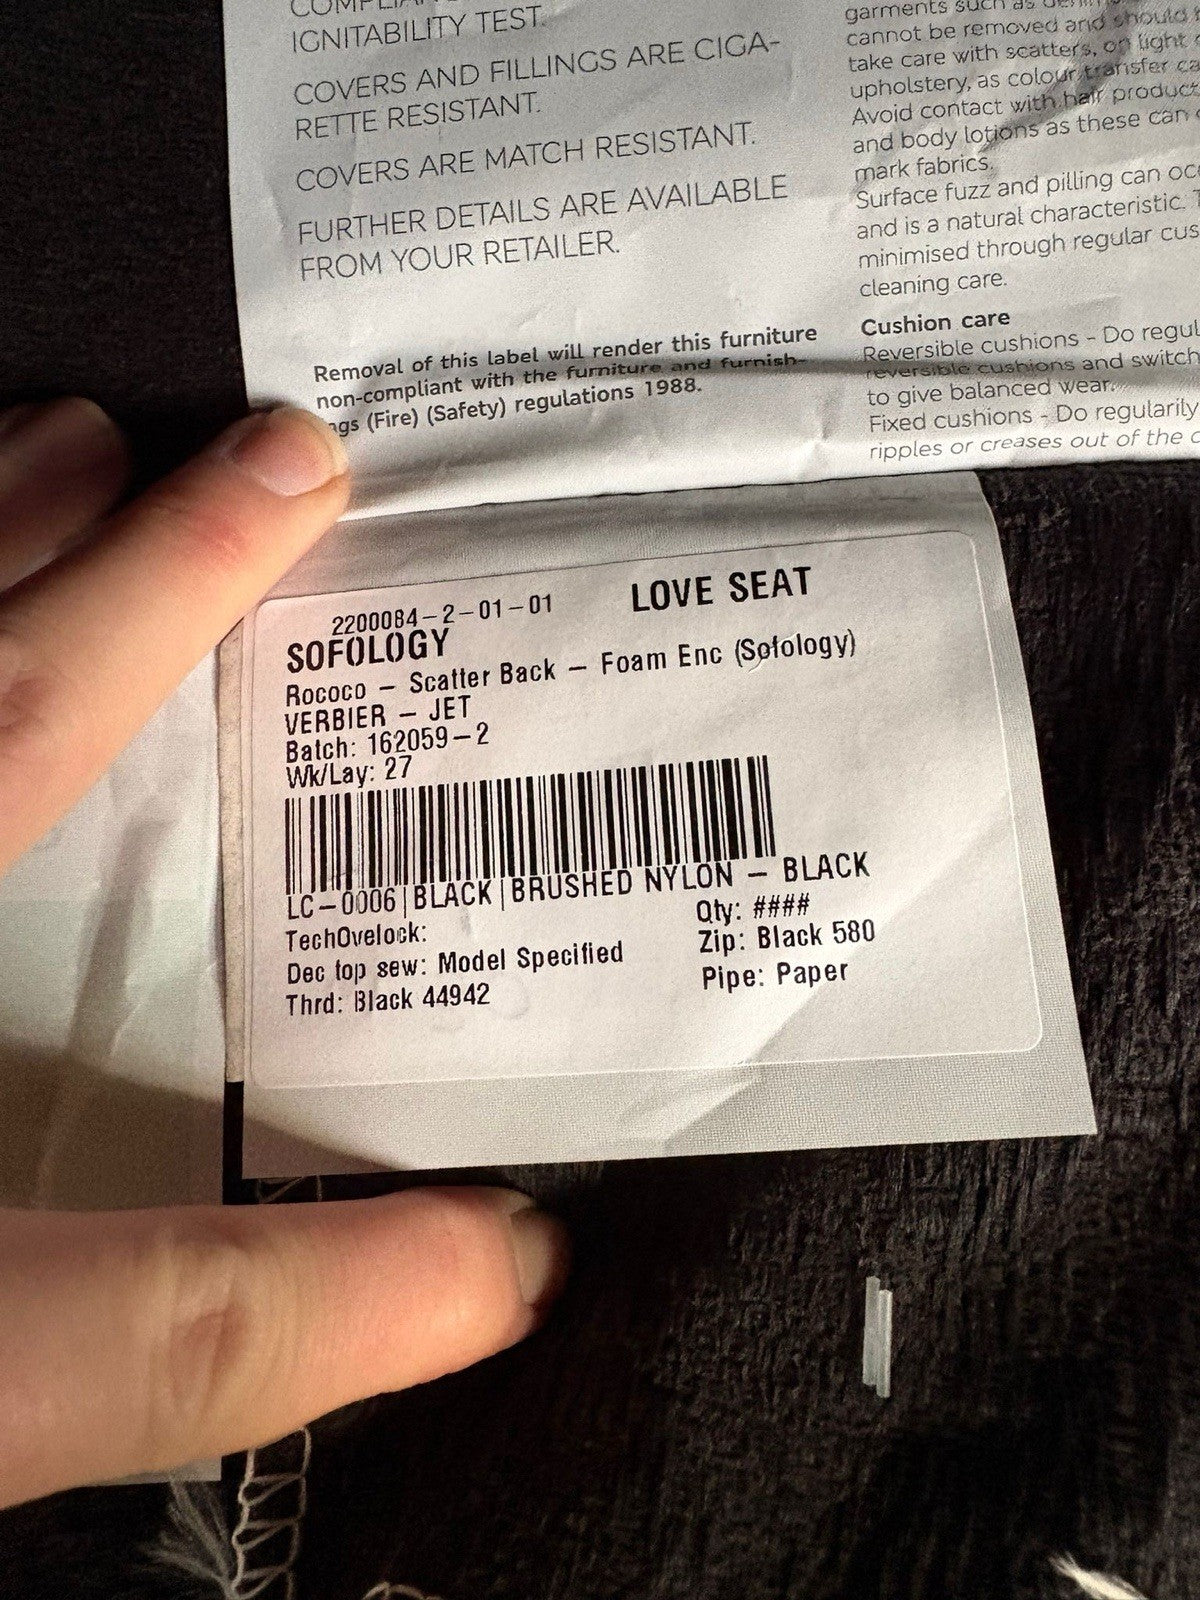 IGNITABILITY TEST.
COVERS AND FILLINGS ARE CIGA-
RETTE RESISTANT.
COVERS ARE MATCH RESISTANT.
FURTHER DETAILS ARE AVAILABLE
FROM YOUR RETAILER.
Removal of this label will render this furniture
non-compliant with the furniture and furnish-
ngs (Fire) (Safety) regulations 1988.
garments such as
cannot be removed and should
take care with scatters, on light
upholstery, as colour transfer ca
Avoid contact with hair product
and body lotions as these can
mark fabrics.
Surface fuzz and pilling can occ
and is a natural characteristic.
minimised through regular cus
cleaning care.
Cushion care
Reversible cushions - Do regul
reversible cushions and switch
to give balanced wear.
Fixed cushions - Do regularily
ripples or creases out of the c
2200084-2-01-01 LOVE SEAT
SOFOLOGY
Rococo - Scatter Back - Foam Enc (Sofology)
VERBIER - JET
Batch: 162059-2
Wk/Lay: 27
LC-0006|BLACK|BRUSHED NYLON - BLACK
TechOvelock: Qty: ####
Dec top sew: Model Specified Zip: Black 580
Thrd: Black 44942 Pipe: Paper